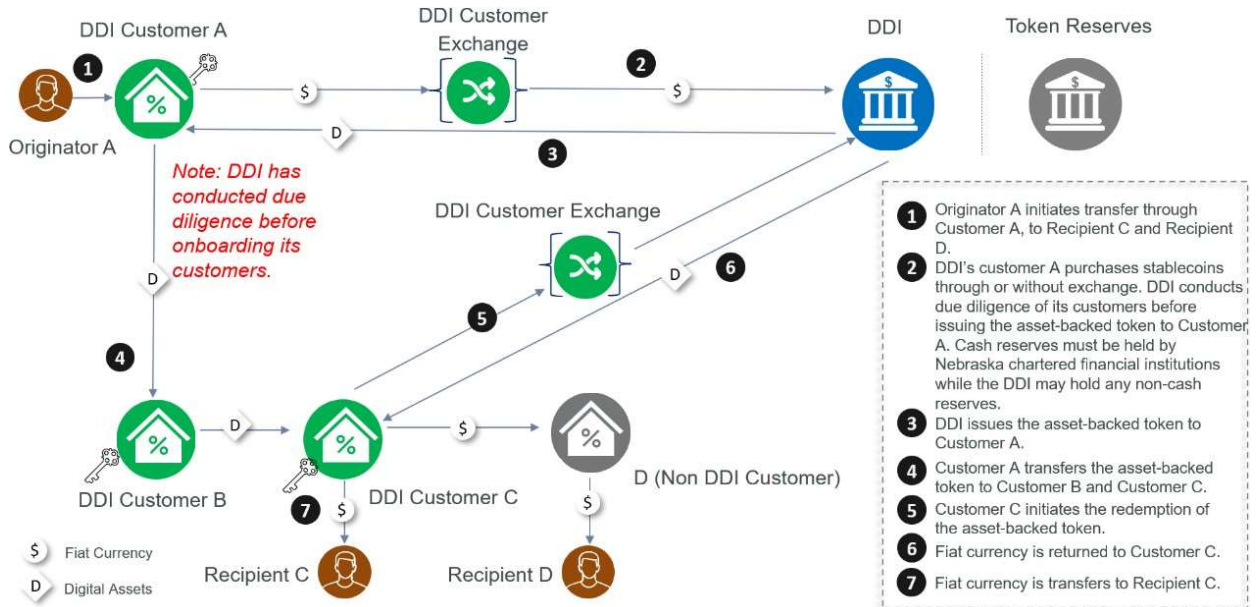 DDI Customer A
DDI Customer
Exchange
DDI
Token Reserves
1
2
$
$
$
$
%
Originator A
D
3
Note: DDI has
conducted due
diligence before
onboarding its
customers.
DDI Customer Exchange
D
D
6
5
4
%
D
%
$
%
DDI Customer B
DDI Customer C
D (Non DDI Customer)
7
$
$
$ Fiat Currency
D Digital Assets
Recipient C
Recipient D
1 Originator A initiates transfer through
Customer A, to Recipient C and Recipient
D.
2 DDI's customer A purchases stablecoins
through or without exchange. DDI conducts
due diligence of its customers before
issuing the asset-backed token to Customer
A. Cash reserves must be held by
Nebraska chartered financial institutions
while the DDI may hold any non-cash
reserves.
3 DDI issues the asset-backed token to
Customer A.
4 Customer A transfers the asset-backed
token to Customer B and Customer C.
5 Customer C initiates the redemption of
the asset-backed token.
6 Fiat currency is returned to Customer C.
7 Fiat currency is transfers to Recipient C.